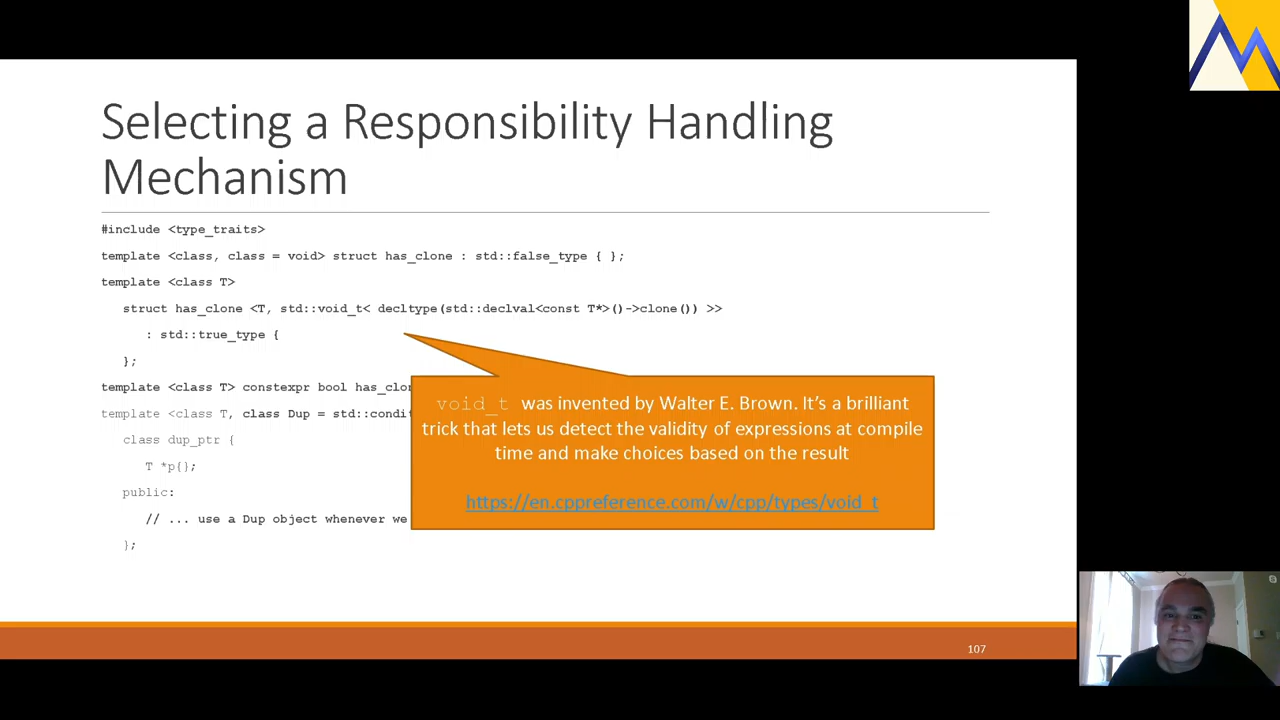 Selecting a Responsibility Handling
Mechanism
#include <type_traits>
template <class, class = void> struct has_clone : std::false_type { };
template <class T>
struct has_clone <T, std::void_t< decltype(std::declval<const T*>()->clone()) >>
: std::true_type {
};
template <class T> constexpr bool has_clo
template <class T, class Dup = std::condi
class dup_ptr {
T *p{};
public:
// ... use a Dup object whenever we
};
void_t was invented by Walter E. Brown. It’s a brilliant
trick that lets us detect the validity of expressions at compile
time and make choices based on the result
https://en.cppreference.com/w/cpp/types/void_t
107